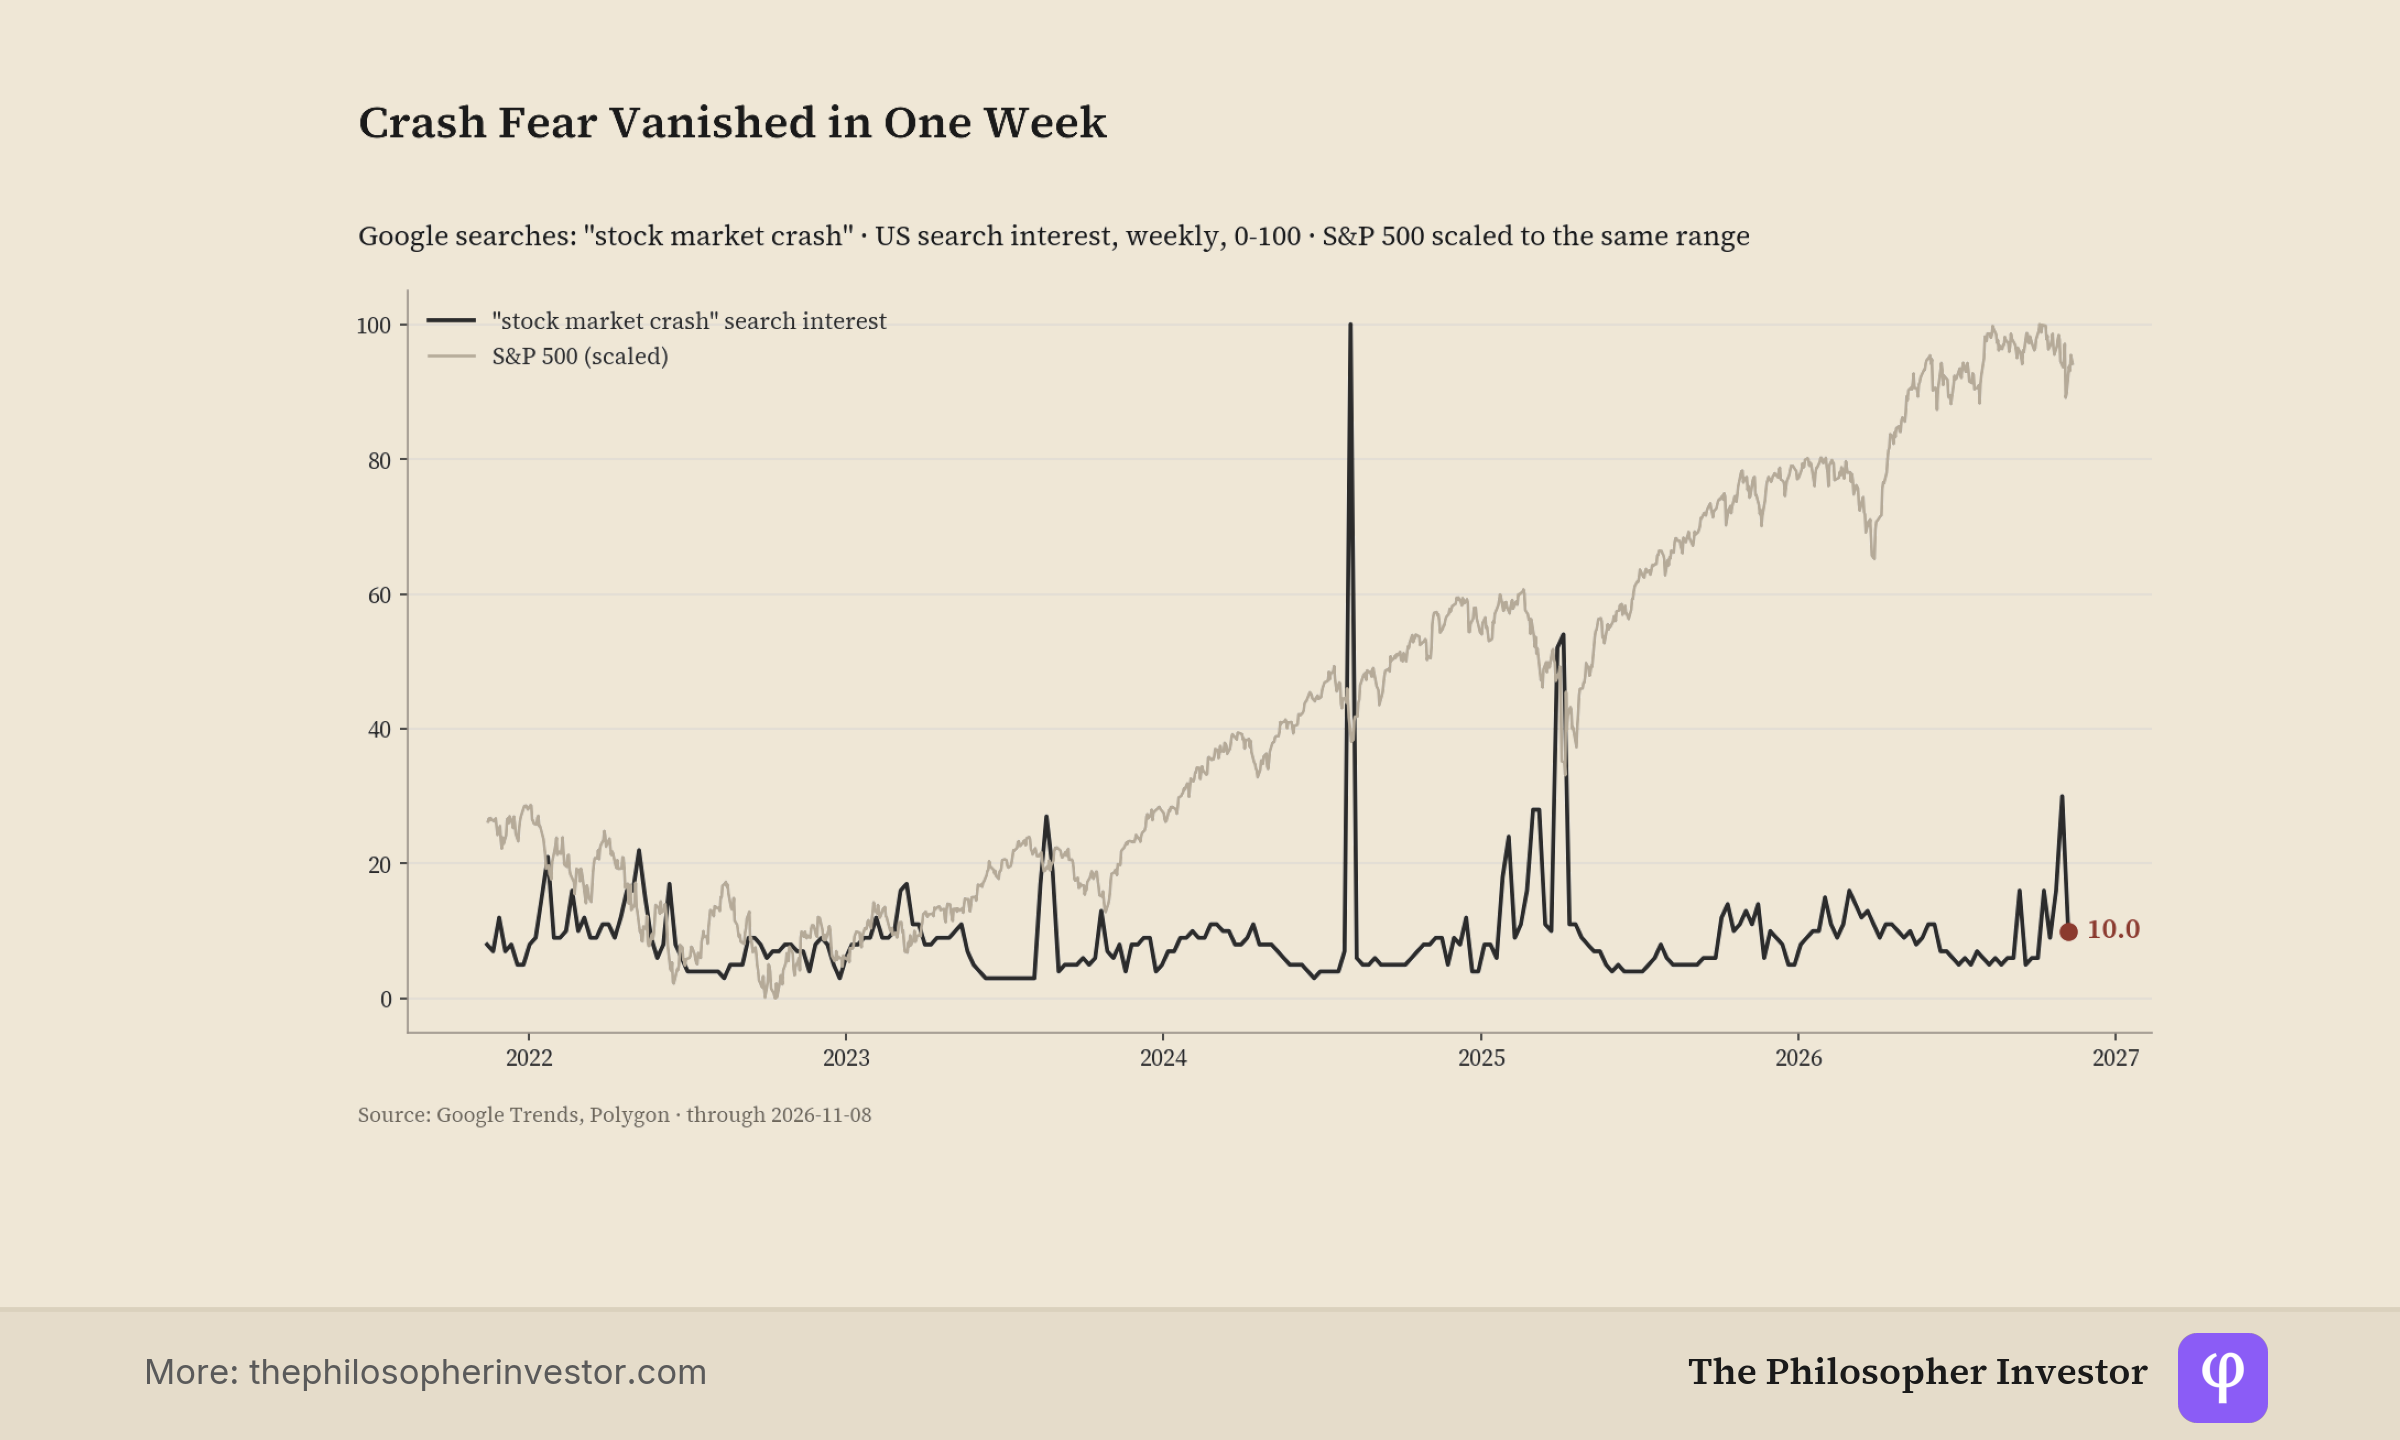 Crash Fear Vanished in One Week
Google searches: "stock market crash" · US search interest, weekly, 0-100 · S&P 500 scaled to the same range
"stock market crash" search interest
S&P 500 (scaled)
100
80
60
40
20
0
10.0
2022
2023
2024
2025
2026
2027
Source: Google Trends, Polygon · through 2026-11-08
More: thephilosopherinvestor.com
The Philosopher Investor
φ